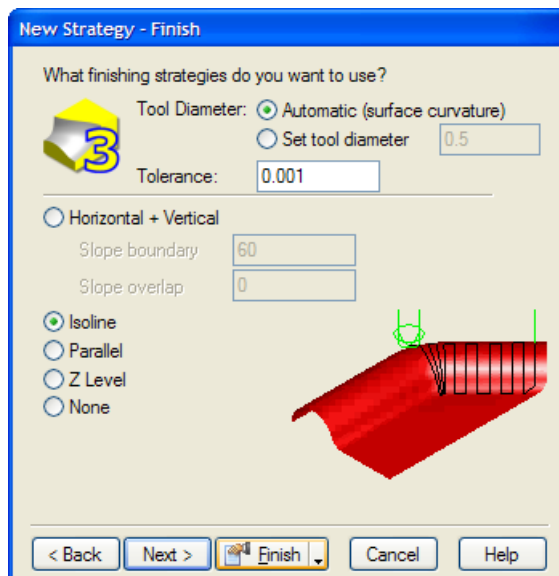 New Strategy - Finish
What finishing strategies do you want to use?
Tool Diameter: Automatic (surface curvature)
Set tool diameter 0.5
3
Tolerance: 0.001
Horizontal + Vertical
Slope boundary 60
Slope overlap 0
Isoline
Parallel
Z Level
None
< Back Next > Finish Cancel Help